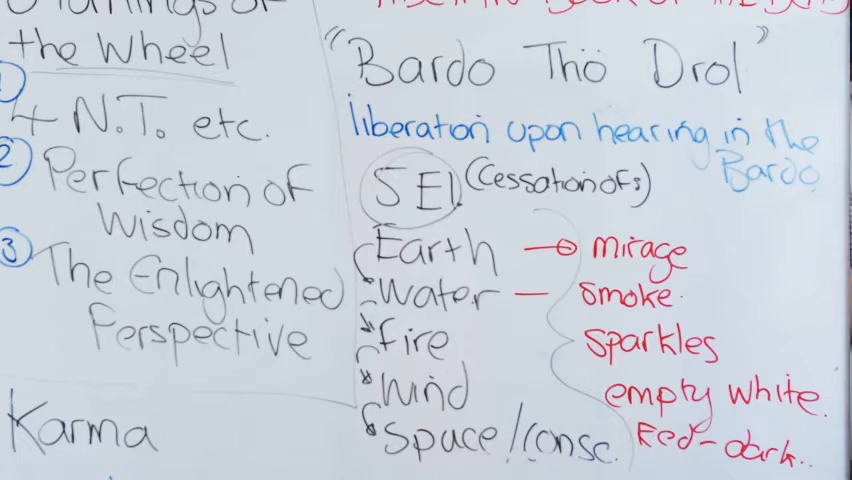 the Wheel
① 4 N.T. etc.
② Perfection of
Wisdom
③ The Enlightened
Perspective
Karma
"Bardo Thö Drol"
liberation upon hearing in the
Bardo
(Cessation of:)
Earth → mirage
Water — smoke
fire sparkles
Wind empty white.
Space/consc. Red-dark..